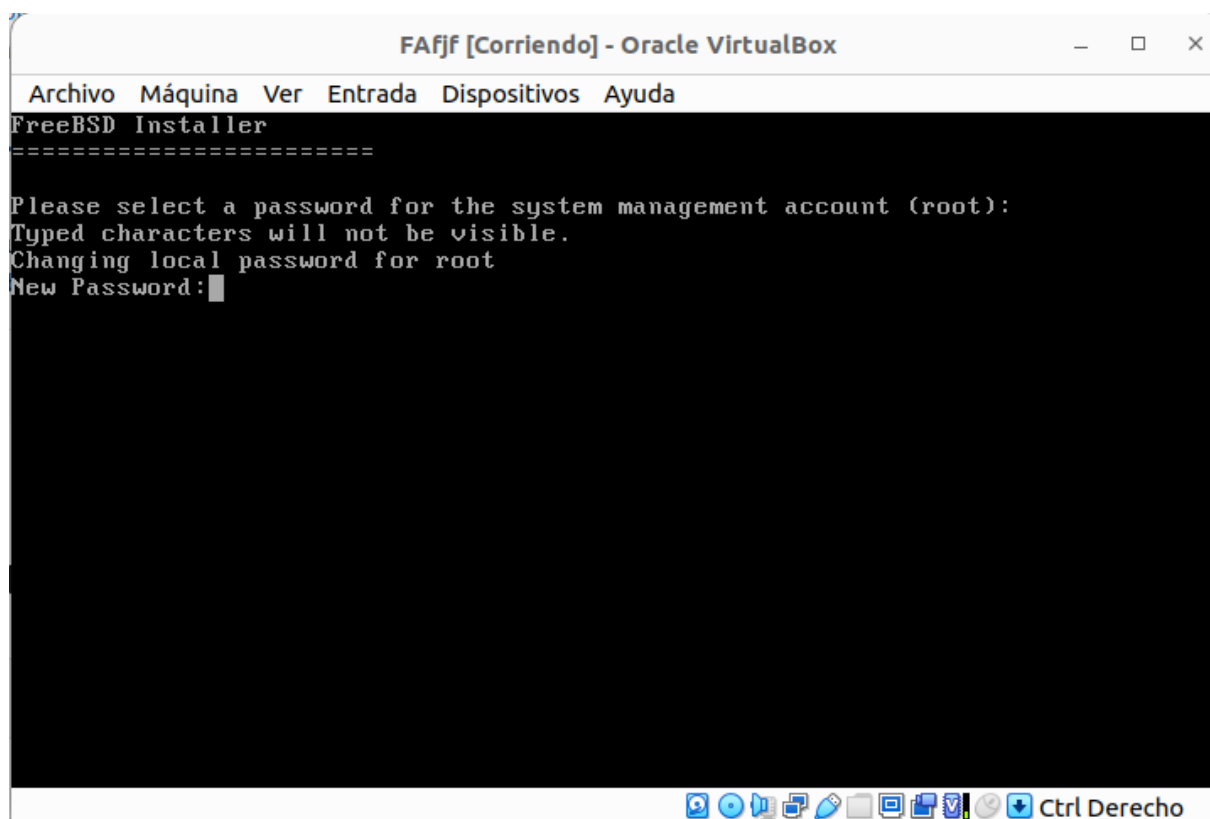 FAfjf [Corriendo] - Oracle VirtualBox
Archivo Máquina Ver Entrada Dispositivos Ayuda
FreeBSD Installer
========================
Please select a password for the system management account (root):
Typed characters will not be visible.
Changing local password for root
New Password:
Ctrl Derecho